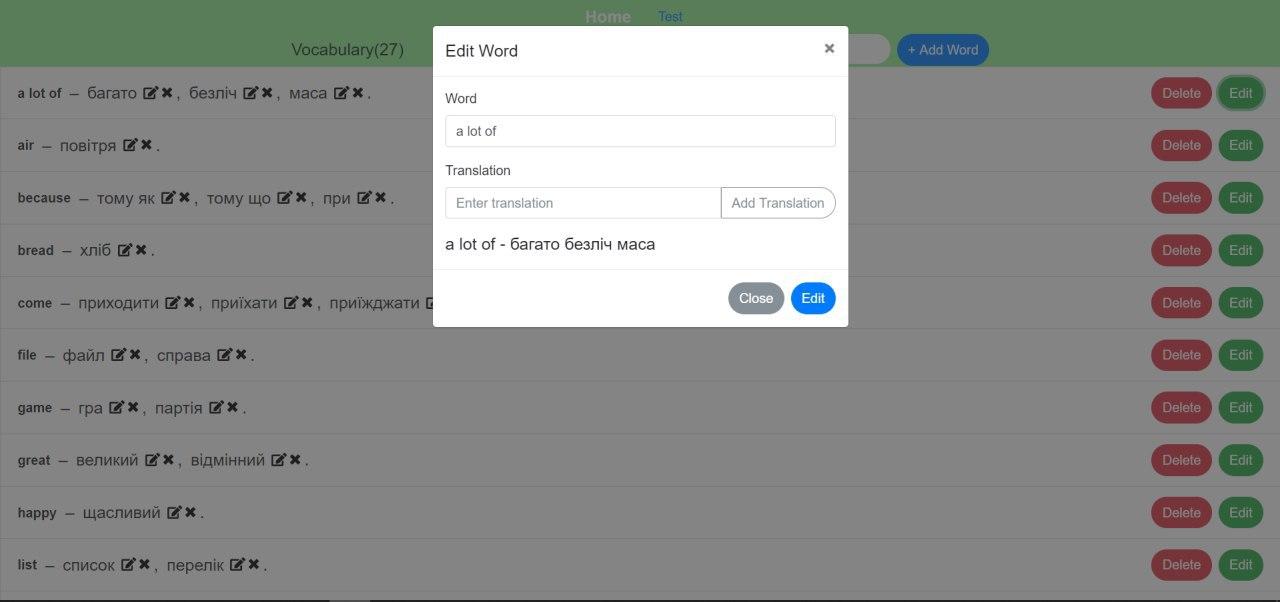 Home Test
Vocabulary(27)
+ Add Word
Edit Word ×
Word
a lot of
Translation
Enter translation Add Translation
a lot of - багато безліч маса
Close Edit
a lot of – багато, безліч, маса. Delete Edit
air – повітря. Delete Edit
because – тому як, тому що, при. Delete Edit
bread – хліб. Delete Edit
come – приходити, приїхати, приїжджати Delete Edit
file – файл, справа. Delete Edit
game – гра, партія. Delete Edit
great – великий, відмінний. Delete Edit
happy – щасливий. Delete Edit
list – список, перелік. Delete Edit